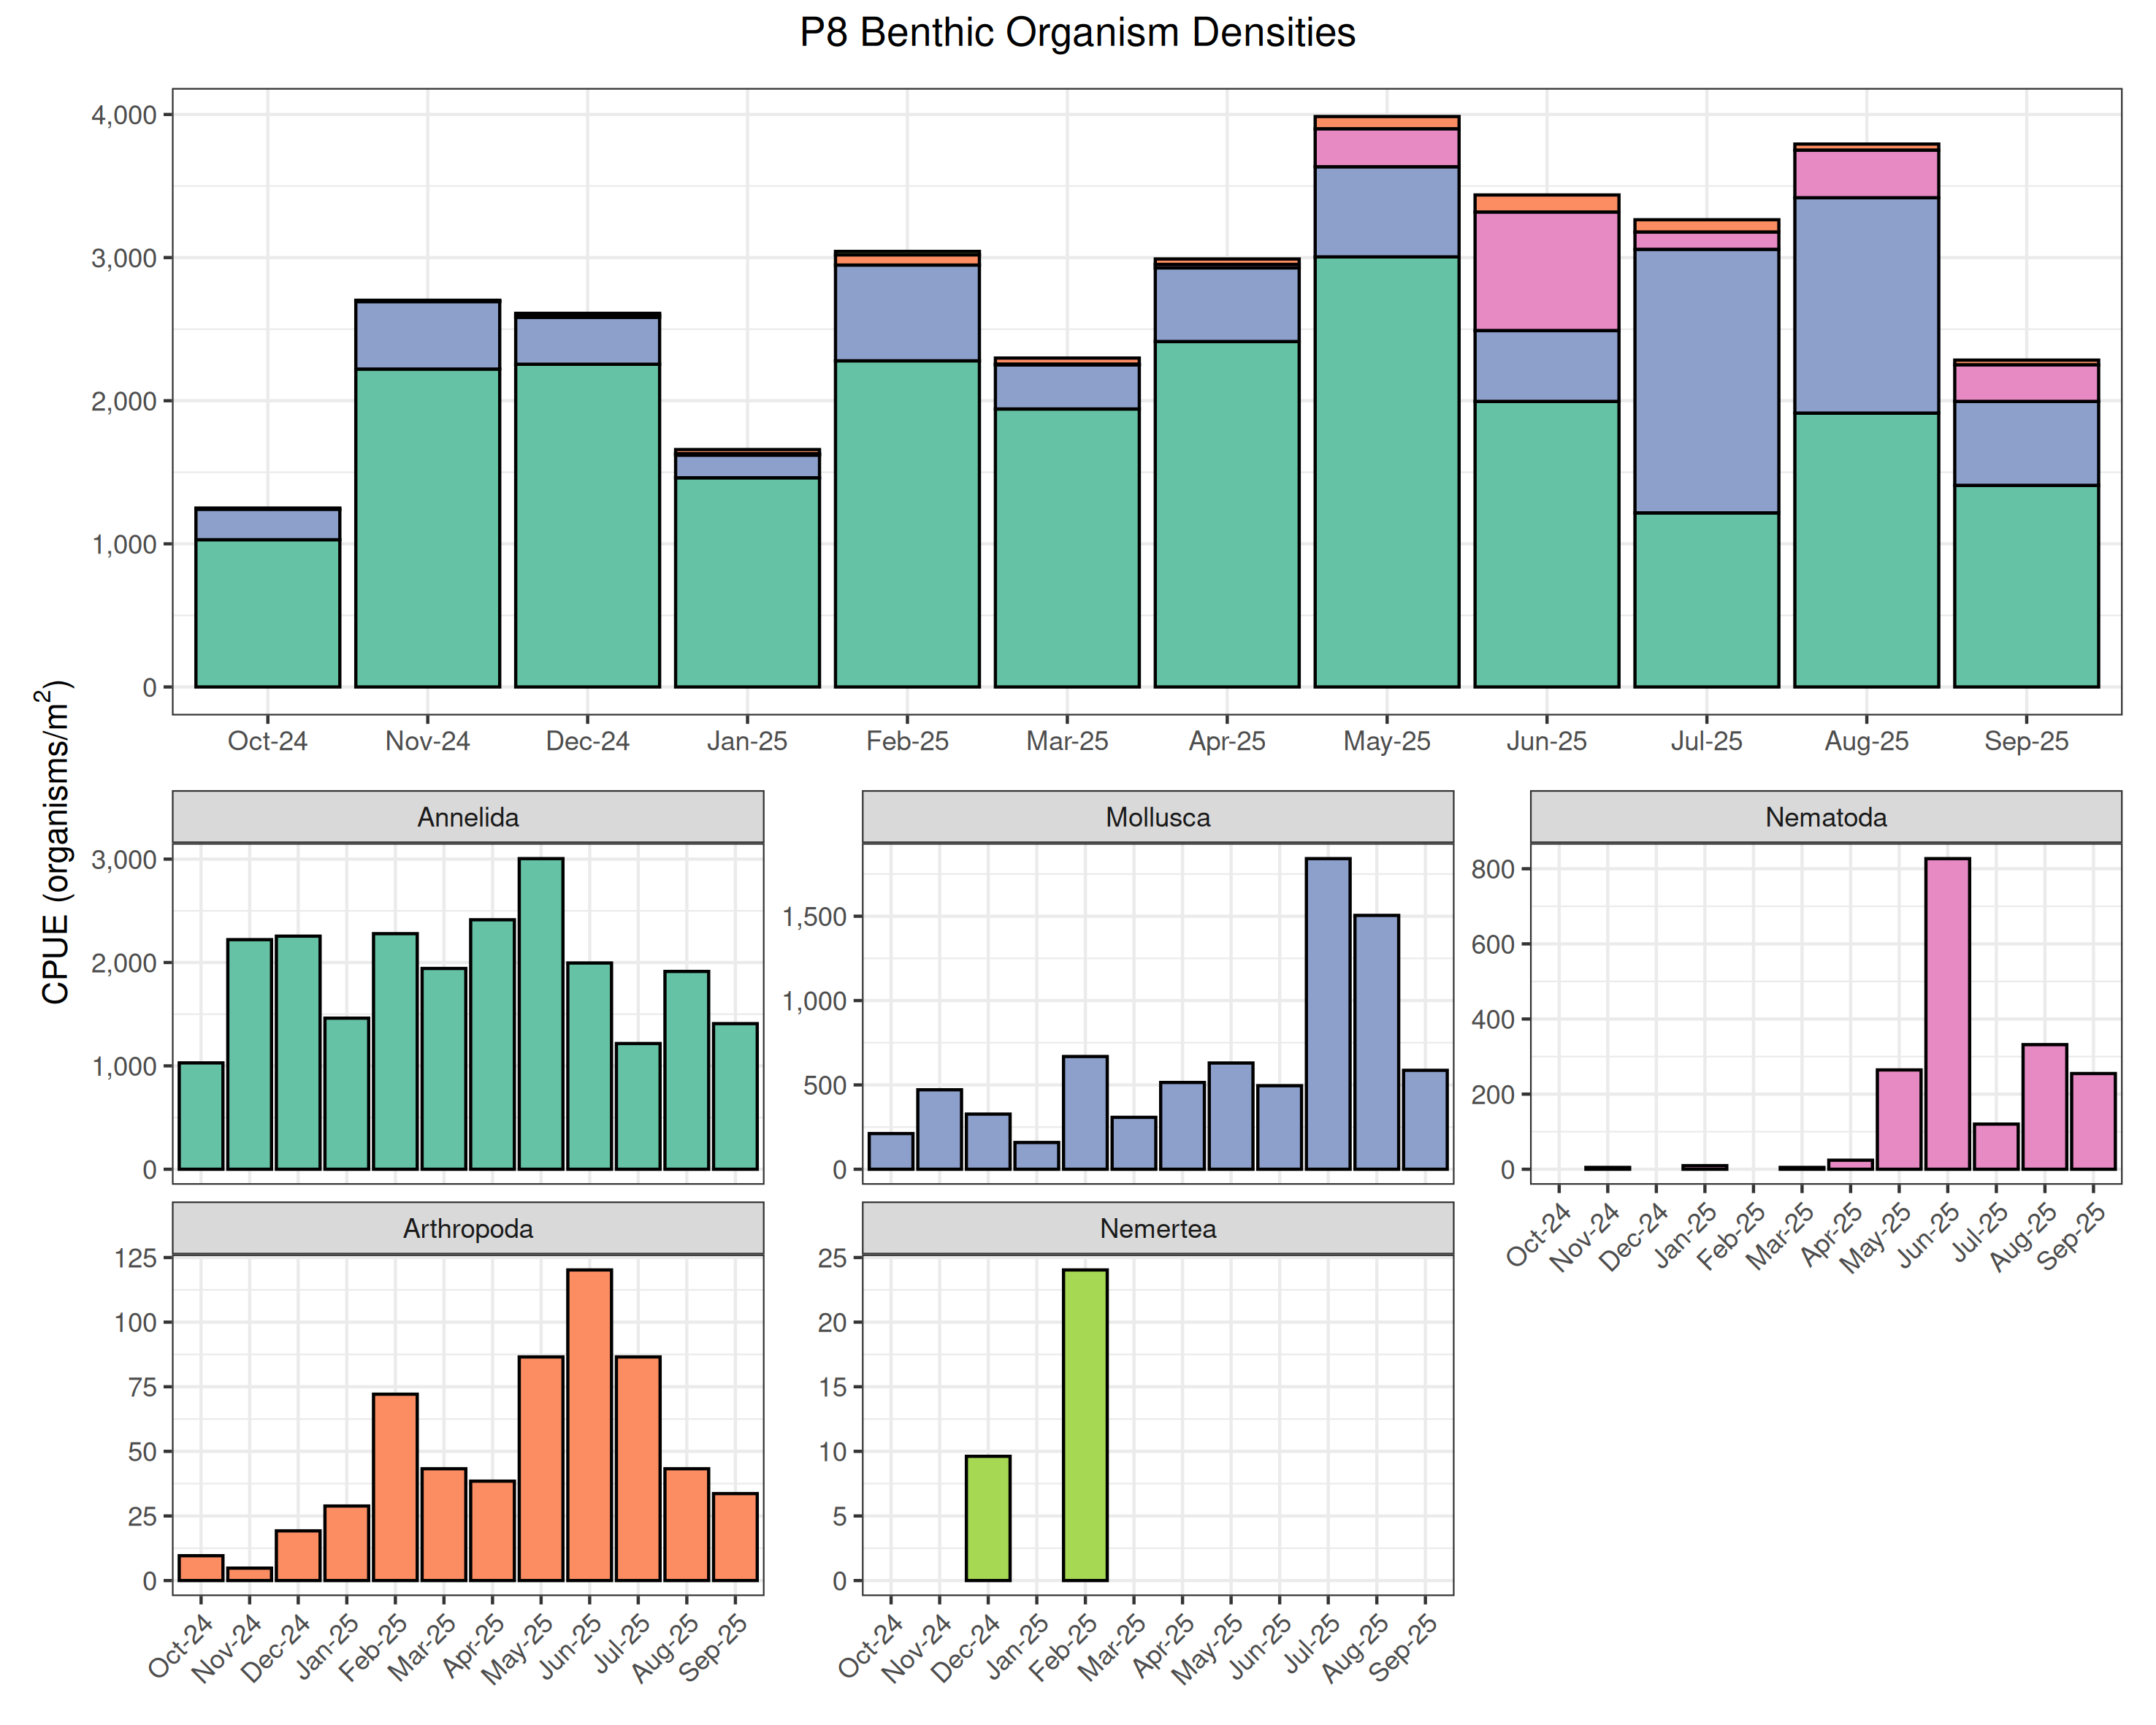 P8 Benthic Organism Densities
CPUE (organisms/m²)
4,000
3,000
2,000
1,000
0
Oct-24 Nov-24 Dec-24 Jan-25 Feb-25 Mar-25 Apr-25 May-25 Jun-25 Jul-25 Aug-25 Sep-25
Annelida
3,000
2,000
1,000
0
Mollusca
1,500
1,000
500
0
Nematoda
800
600
400
200
0
Oct-24 Nov-24 Dec-24 Jan-25 Feb-25 Mar-25 Apr-25 May-25 Jun-25 Jul-25 Aug-25 Sep-25
Arthropoda
125
100
75
50
25
0
Oct-24 Nov-24 Dec-24 Jan-25 Feb-25 Mar-25 Apr-25 May-25 Jun-25 Jul-25 Aug-25 Sep-25
Nemertea
25
20
15
10
5
0
Oct-24 Nov-24 Dec-24 Jan-25 Feb-25 Mar-25 Apr-25 May-25 Jun-25 Jul-25 Aug-25 Sep-25